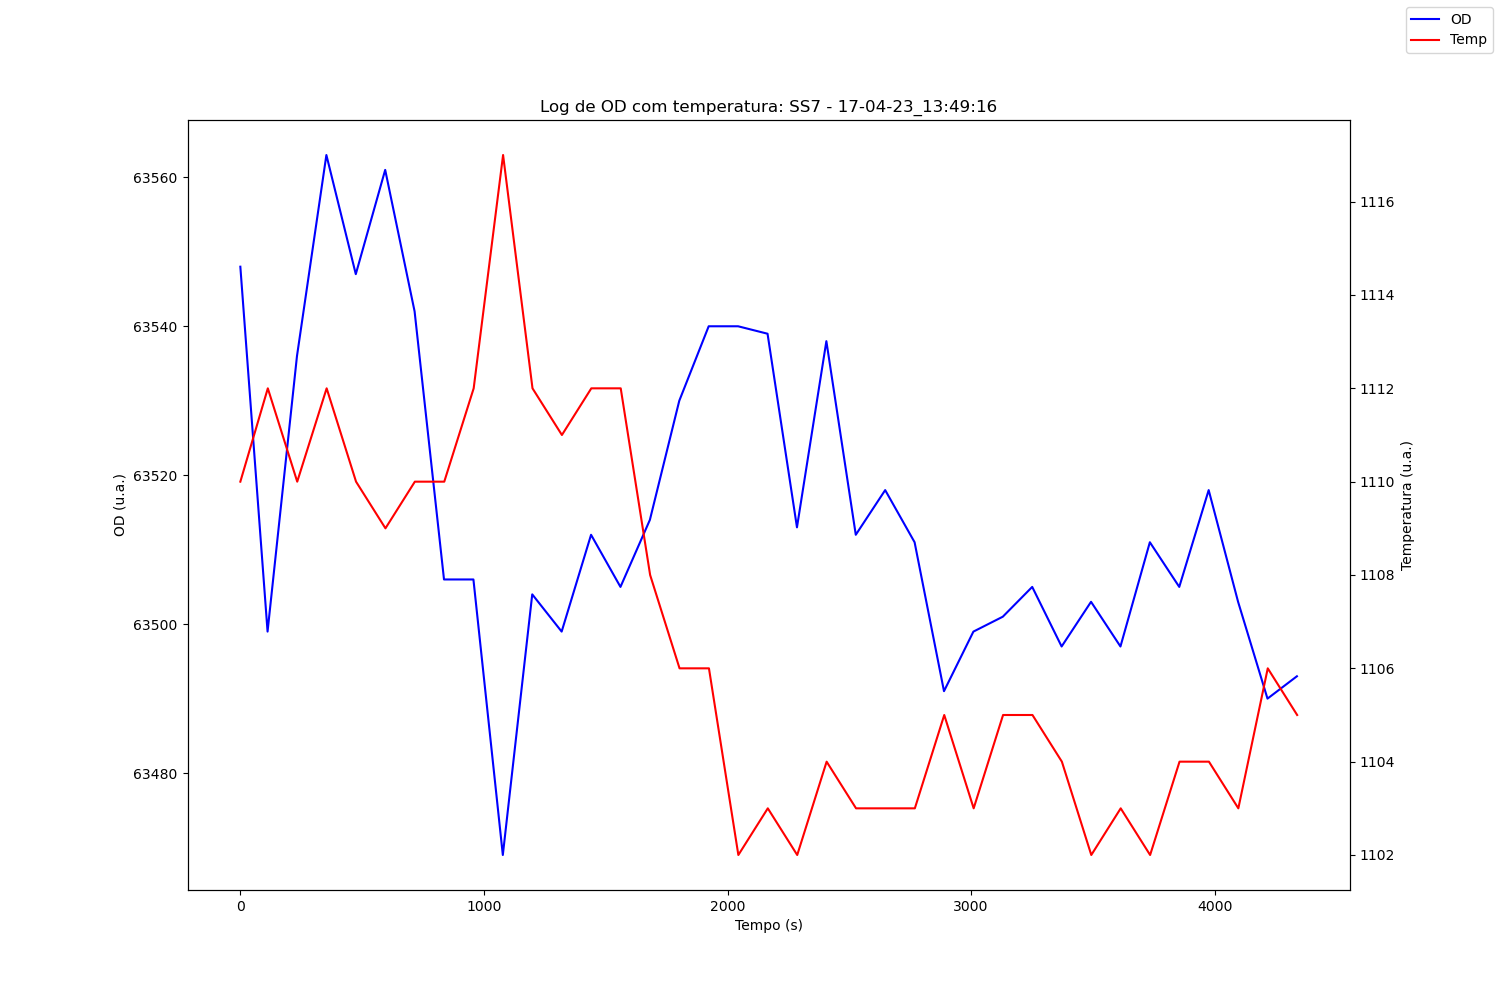 OD
Temp
Log de OD com temperatura: SS7 - 17-04-23_13:49:16
63560
63540
63520
63500
63480
OD (u.a.)
1116
1114
1112
1110
1108
1106
1104
1102
Temperatura (u.a.)
0 1000 2000 3000 4000
Tempo (s)